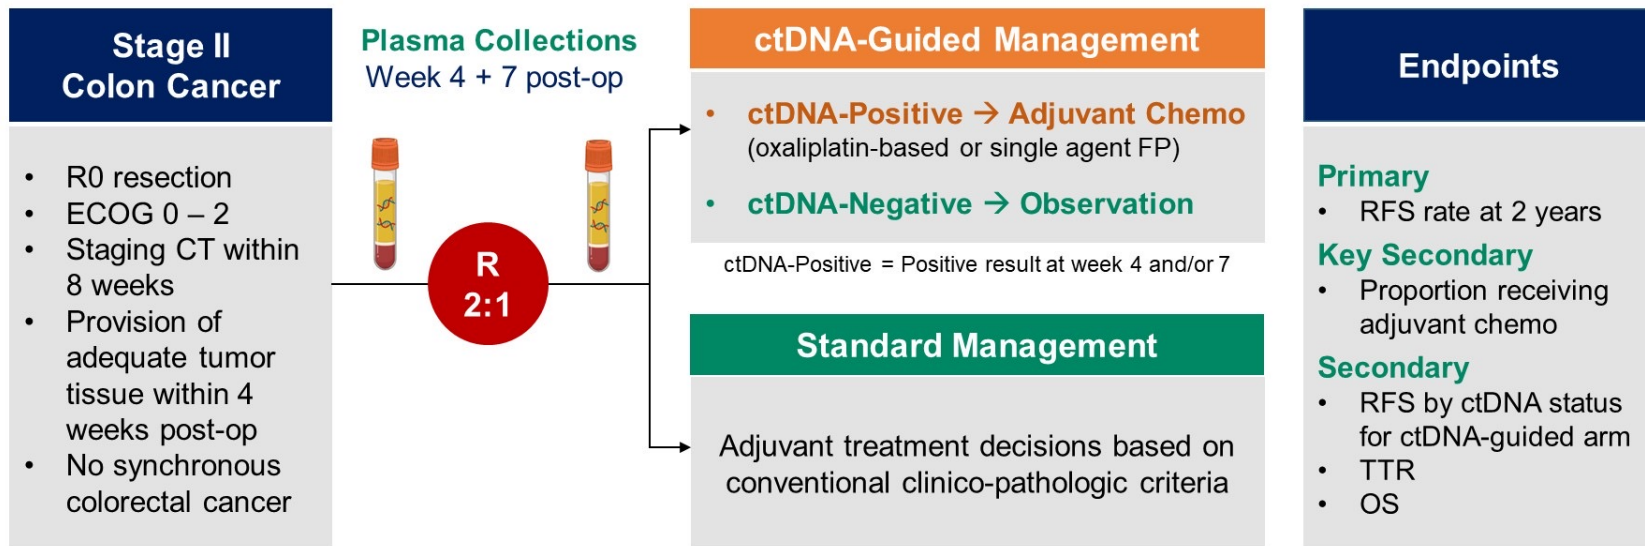 Stage II
Colon Cancer
• R0 resection
• ECOG 0 – 2
• Staging CT within
8 weeks
• Provision of
adequate tumor
tissue within 4
weeks post-op
• No synchronous
colorectal cancer
Plasma Collections
Week 4 + 7 post-op
R
2:1
ctDNA-Guided Management
• ctDNA-Positive → Adjuvant Chemo
(oxaliplatin-based or single agent FP)
• ctDNA-Negative → Observation
ctDNA-Positive = Positive result at week 4 and/or 7
Standard Management
Adjuvant treatment decisions based on
conventional clinico-pathologic criteria
Endpoints
Primary
• RFS rate at 2 years
Key Secondary
• Proportion receiving
adjuvant chemo
Secondary
• RFS by ctDNA status
for ctDNA-guided arm
• TTR
• OS